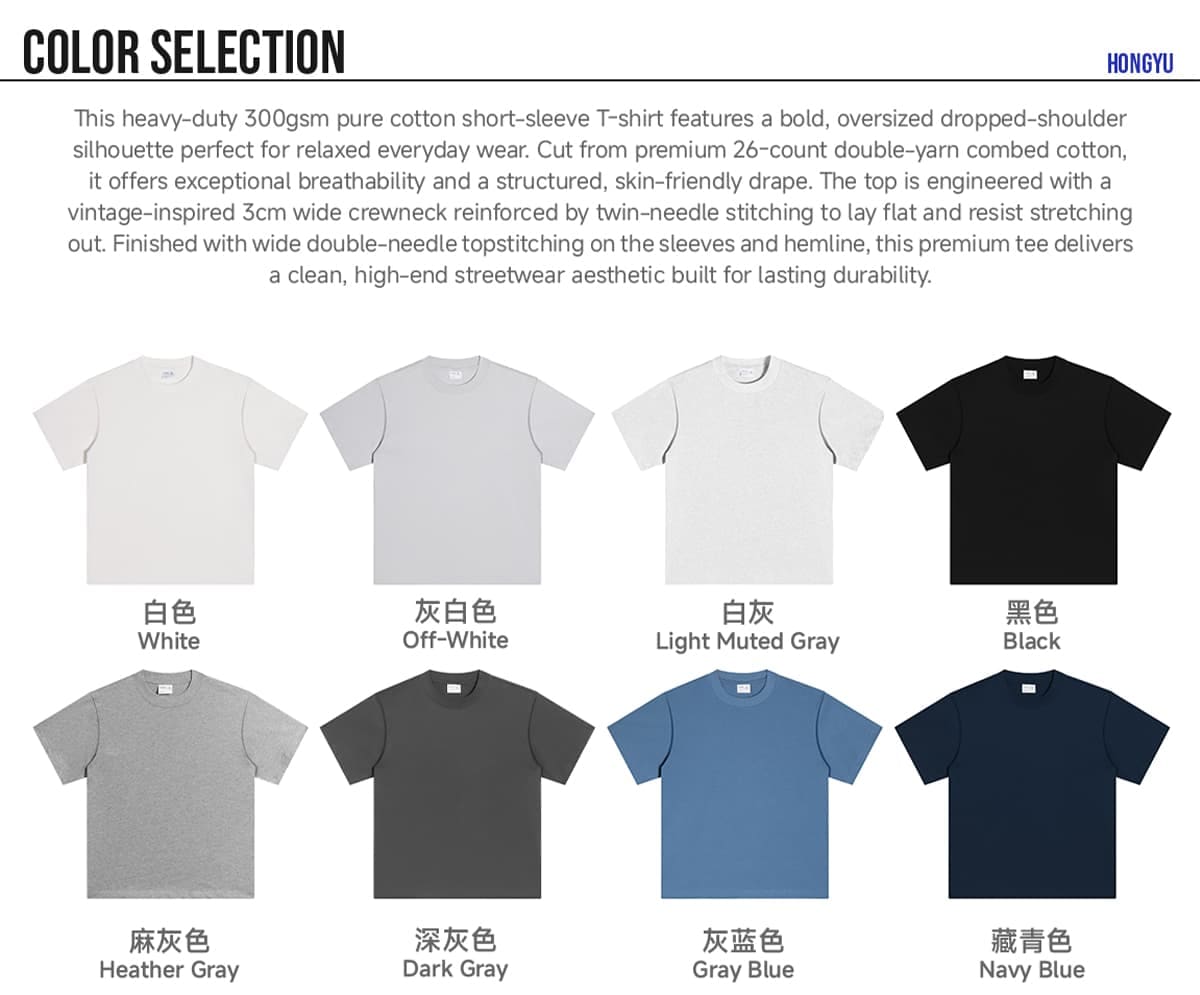 COLOR SELECTION
HONGYU
This heavy-duty 300gsm pure cotton short-sleeve T-shirt features a bold, oversized dropped-shoulder
silhouette perfect for relaxed everyday wear. Cut from premium 26-count double-yarn combed cotton,
it offers exceptional breathability and a structured, skin-friendly drape. The top is engineered with a
vintage-inspired 3cm wide crewneck reinforced by twin-needle stitching to lay flat and resist stretching
out. Finished with wide double-needle topstitching on the sleeves and hemline, this premium tee delivers
a clean, high-end streetwear aesthetic built for lasting durability.
白色
White
灰白色
Off-White
白灰
Light Muted Gray
黑色
Black
麻灰色
Heather Gray
深灰色
Dark Gray
灰蓝色
Gray Blue
藏青色
Navy Blue